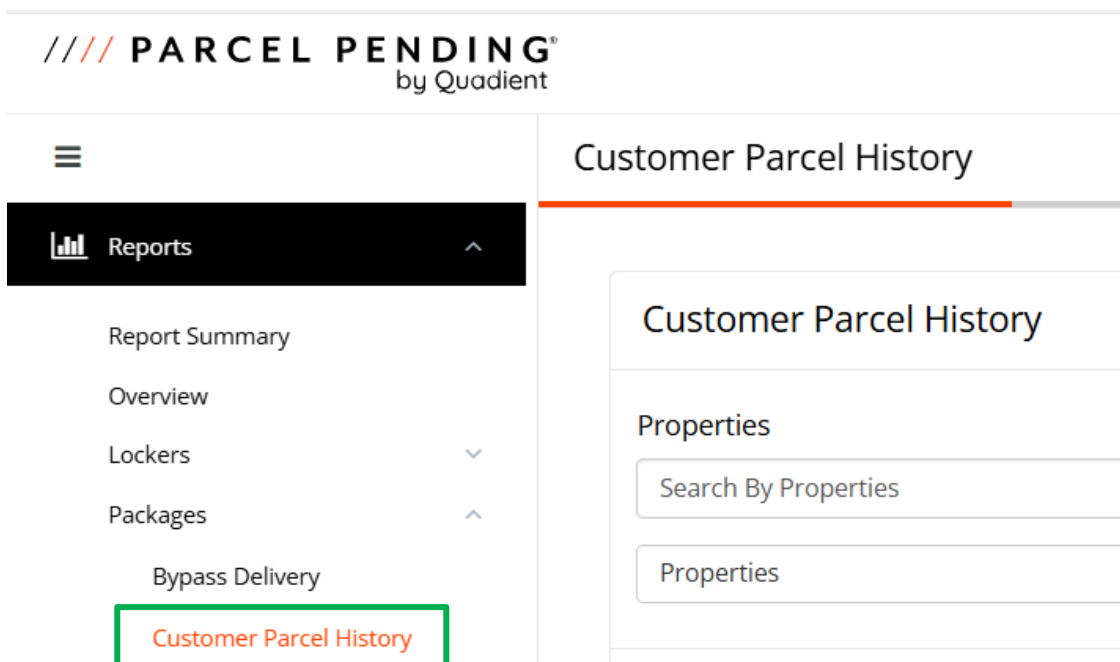 //// PARCEL PENDING®
by Quadient
Customer Parcel History
Reports
Report Summary
Overview
Lockers
Packages
Bypass Delivery
Customer Parcel History
Customer Parcel History
Properties
Search By Properties
Properties